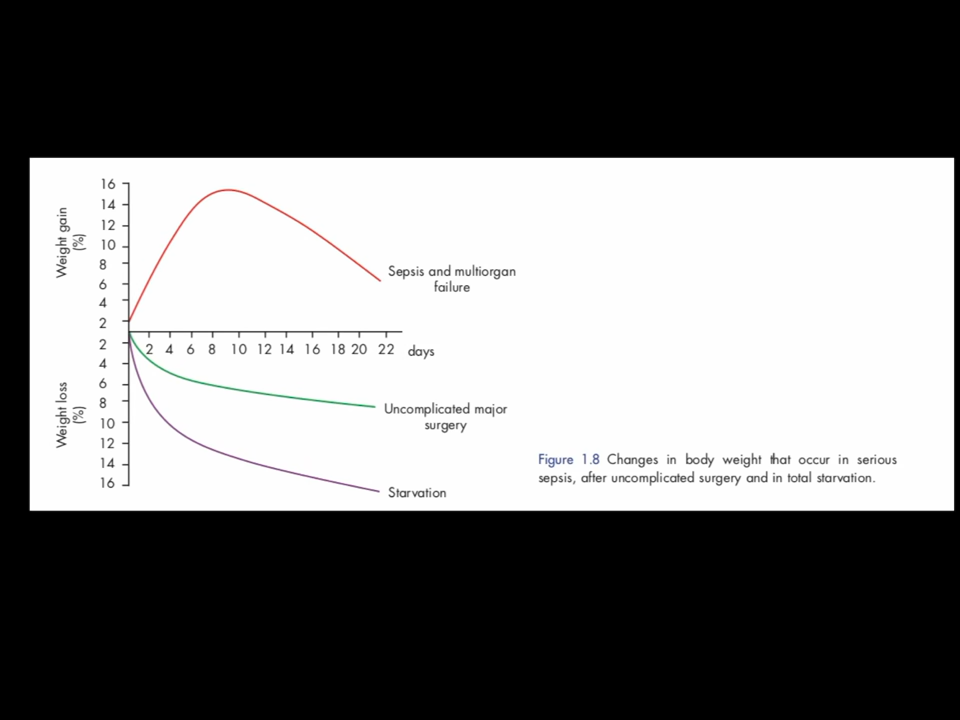 Weight gain
(%)
16
14
12
10
8
6
4
2
Sepsis and multiorgan
failure
2 4 6 8 10 12 14 16 18 20 22 days
Weight loss
(%)
2
4
6
8
10
12
14
16
Uncomplicated major
surgery
Starvation
Figure 1.8 Changes in body weight that occur in serious
sepsis, after uncomplicated surgery and in total starvation.